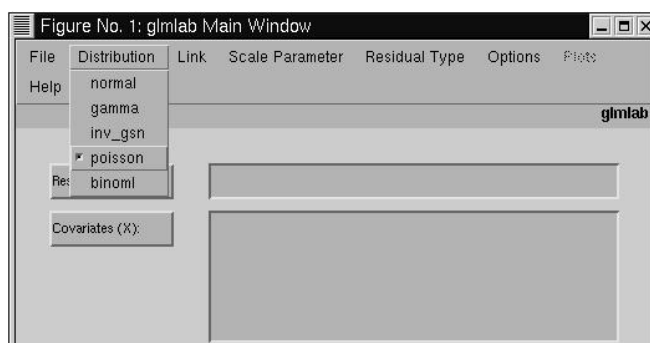 Figure No. 1: glmlab Main Window
File Distribution Link Scale Parameter Residual Type Options Plots
Help
normal
gamma
glmlab
inv_gsn
poisson
binoml
Covariates (X):